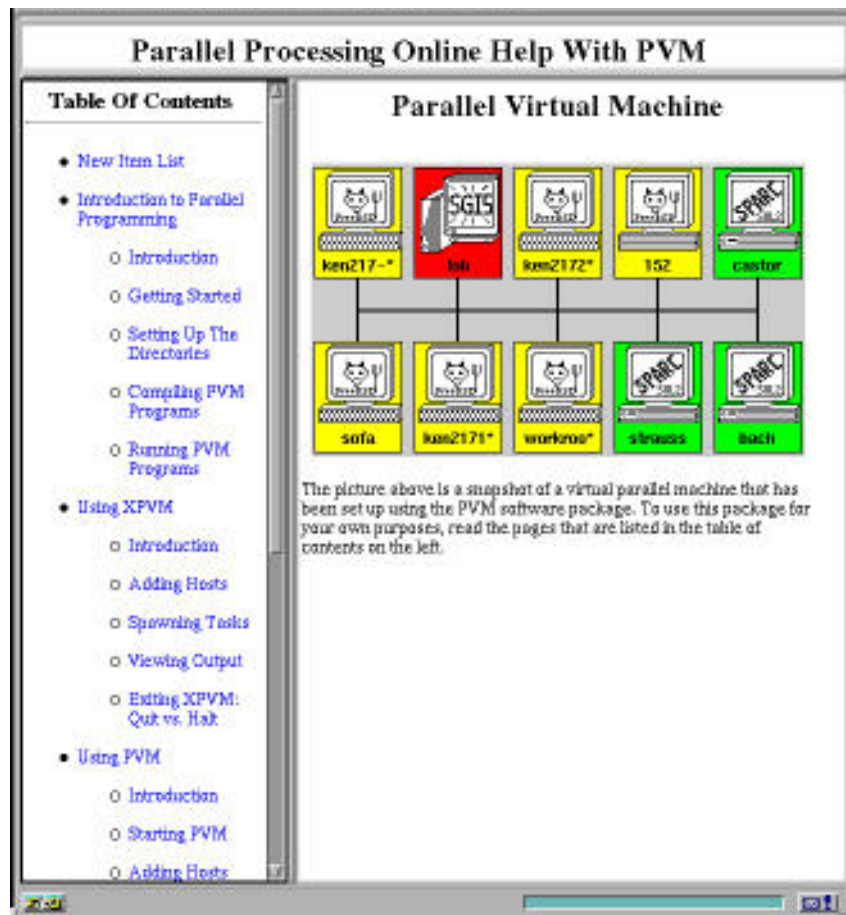 Parallel Processing Online Help With PVM
Table Of Contents
New Item List
Introduction to Parallel
Programming
Introduction
Getting Started
Setting Up The
Directories
Compiling PVM
Programs
Running PVM
Programs
Using XPVM
Introduction
Adding Hosts
Spawning Tasks
Viewing Output
Exiting XPVM:
Quit vs. Halt
Using PVM
Introduction
Starting PVM
Adding Hosts
Parallel Virtual Machine
SGI5
SPARC
ken217-*
ken2172*
152
castor
SPARC
SPARC
sofa
ken2171*
workroo*
strauss
bach
The picture above is a snapshot of a virtual parallel machine that has
been set up using the PVM software package. To use this package for
your own purposes, read the pages that are listed in the table of
contents on the left.